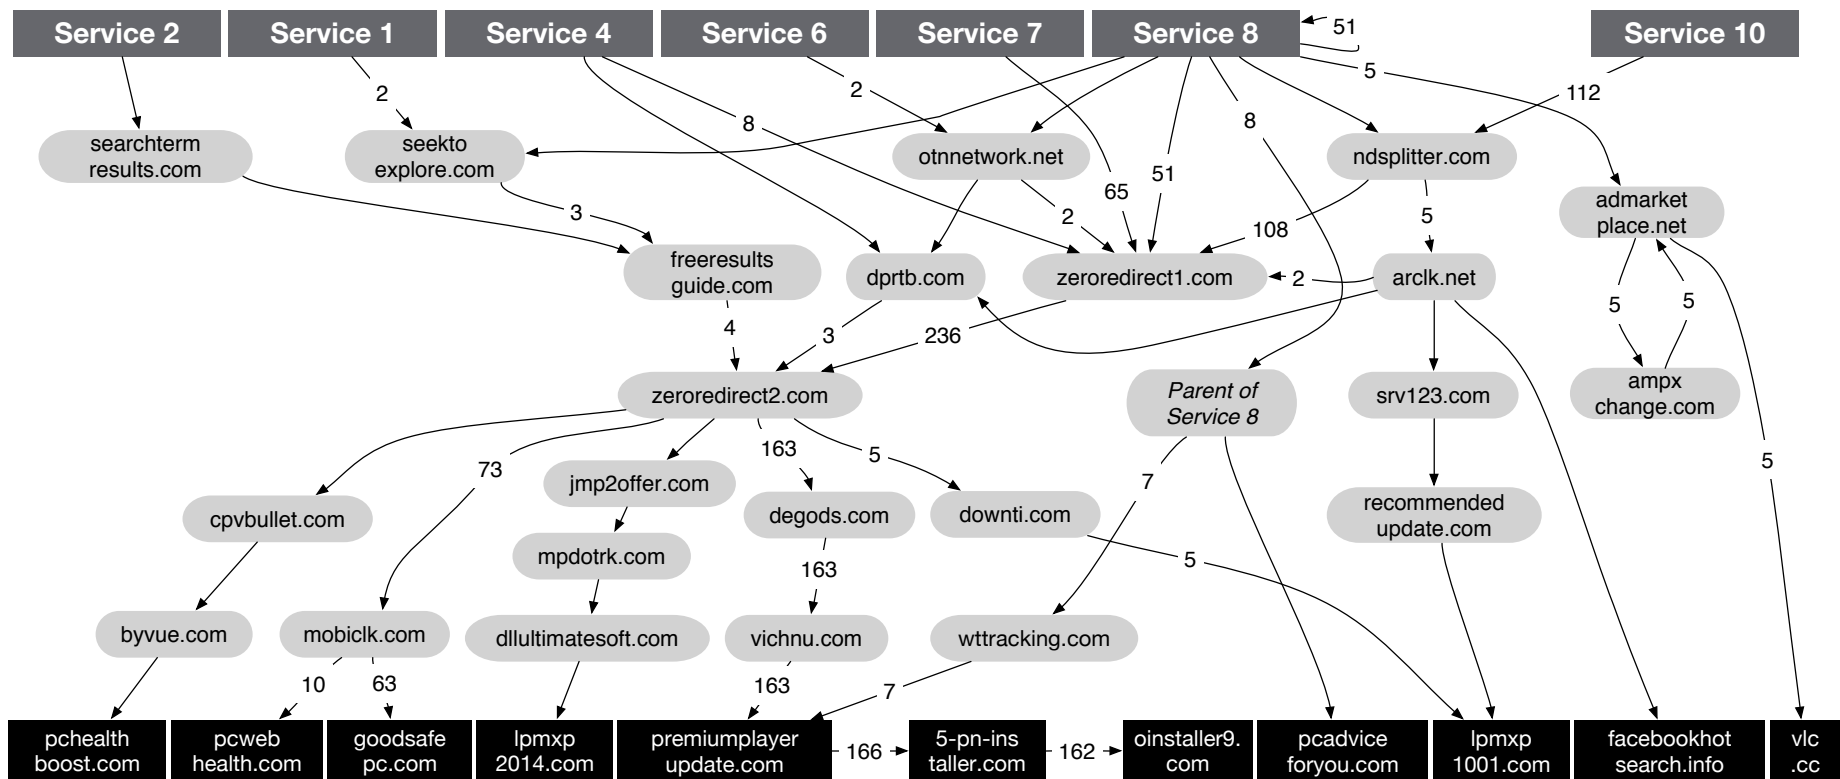 Service 2
Service 1
Service 4
Service 6
Service 7
Service 8
51
Service 10
5
2
2
112
8
8
searchterm
results.com
seekto
explore.com
otnnetwork.net
ndsplitter.com
51
65
admarket
place.net
3
2
5
108
freeresults
guide.com
dprtb.com
zeroredirect1.com
2
arclk.net
5
5
4
3
236
zeroredirect2.com
Parent of
Service 8
srv123.com
ampx
change.com
163
5
73
5
7
jmp2offer.com
cpvbullet.com
degods.com
downti.com
recommended
update.com
mpdotrk.com
163
5
byvue.com
mobiclk.com
dllultimatesoft.com
vichnu.com
wttracking.com
10
63
163
7
pchealth
boost.com
pcweb
health.com
goodsafe
pc.com
lpmxp
2014.com
premiumplayer
update.com
166
5-pn-ins
taller.com
162
oinstaller9.
com
pcadvice
foryou.com
lpmxp
1001.com
facebookhot
search.info
vlc
.cc